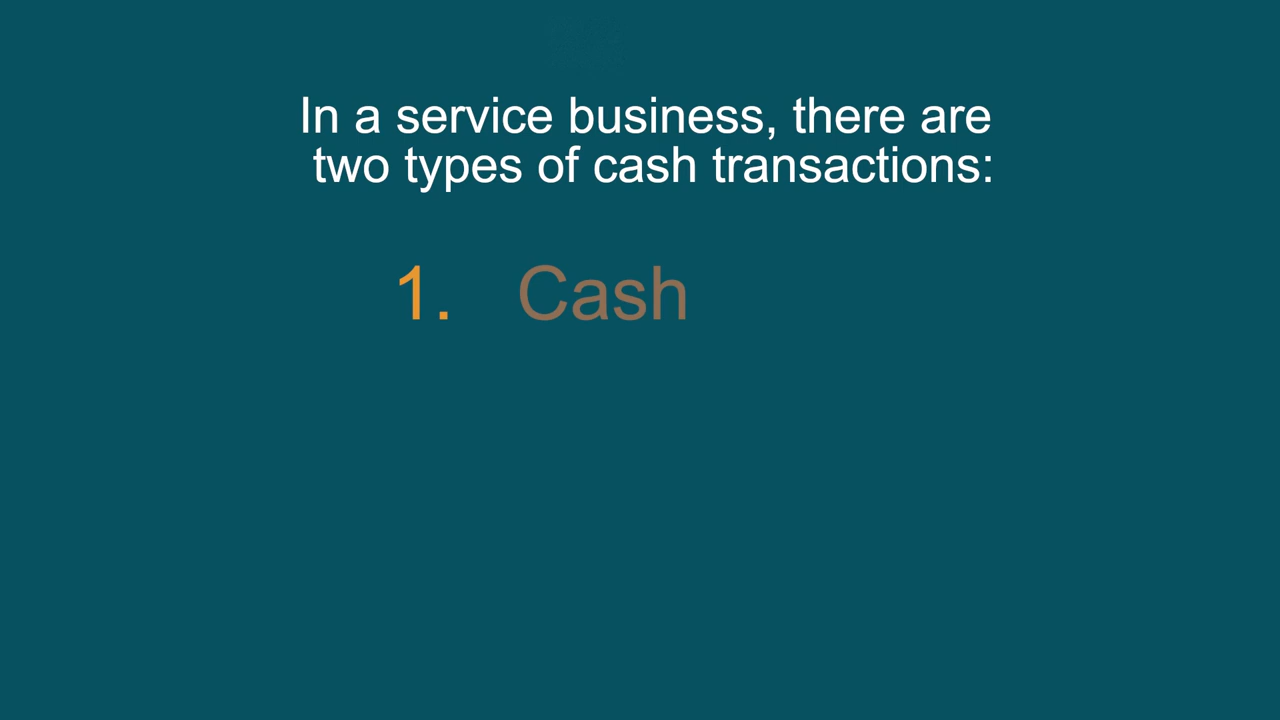 In a service business, there are
two types of cash transactions:
1. Cash